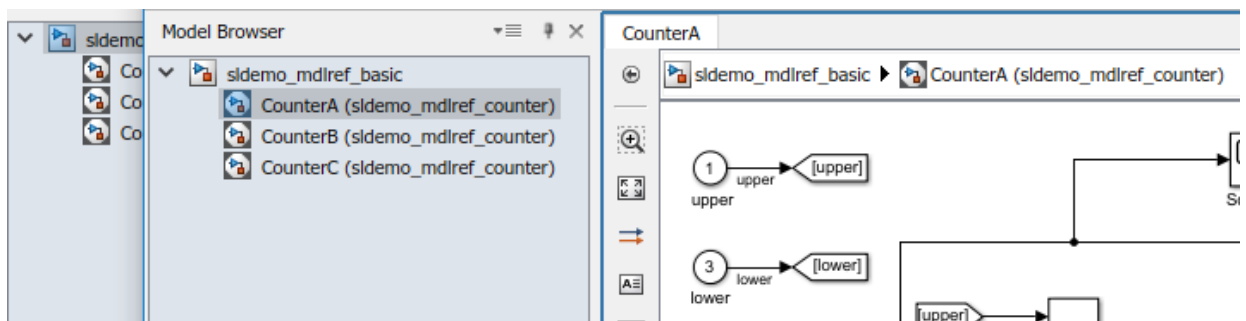 sldemo
Co
Co
Co
Model Browser
sldemo_mdlref_basic
CounterA (sldemo_mdlref_counter)
CounterB (sldemo_mdlref_counter)
CounterC (sldemo_mdlref_counter)
CounterA
sldemo_mdlref_basic CounterA (sldemo_mdlref_counter)
1 [upper]
upper
upper
3 [lower]
lower
lower
[upper]
A